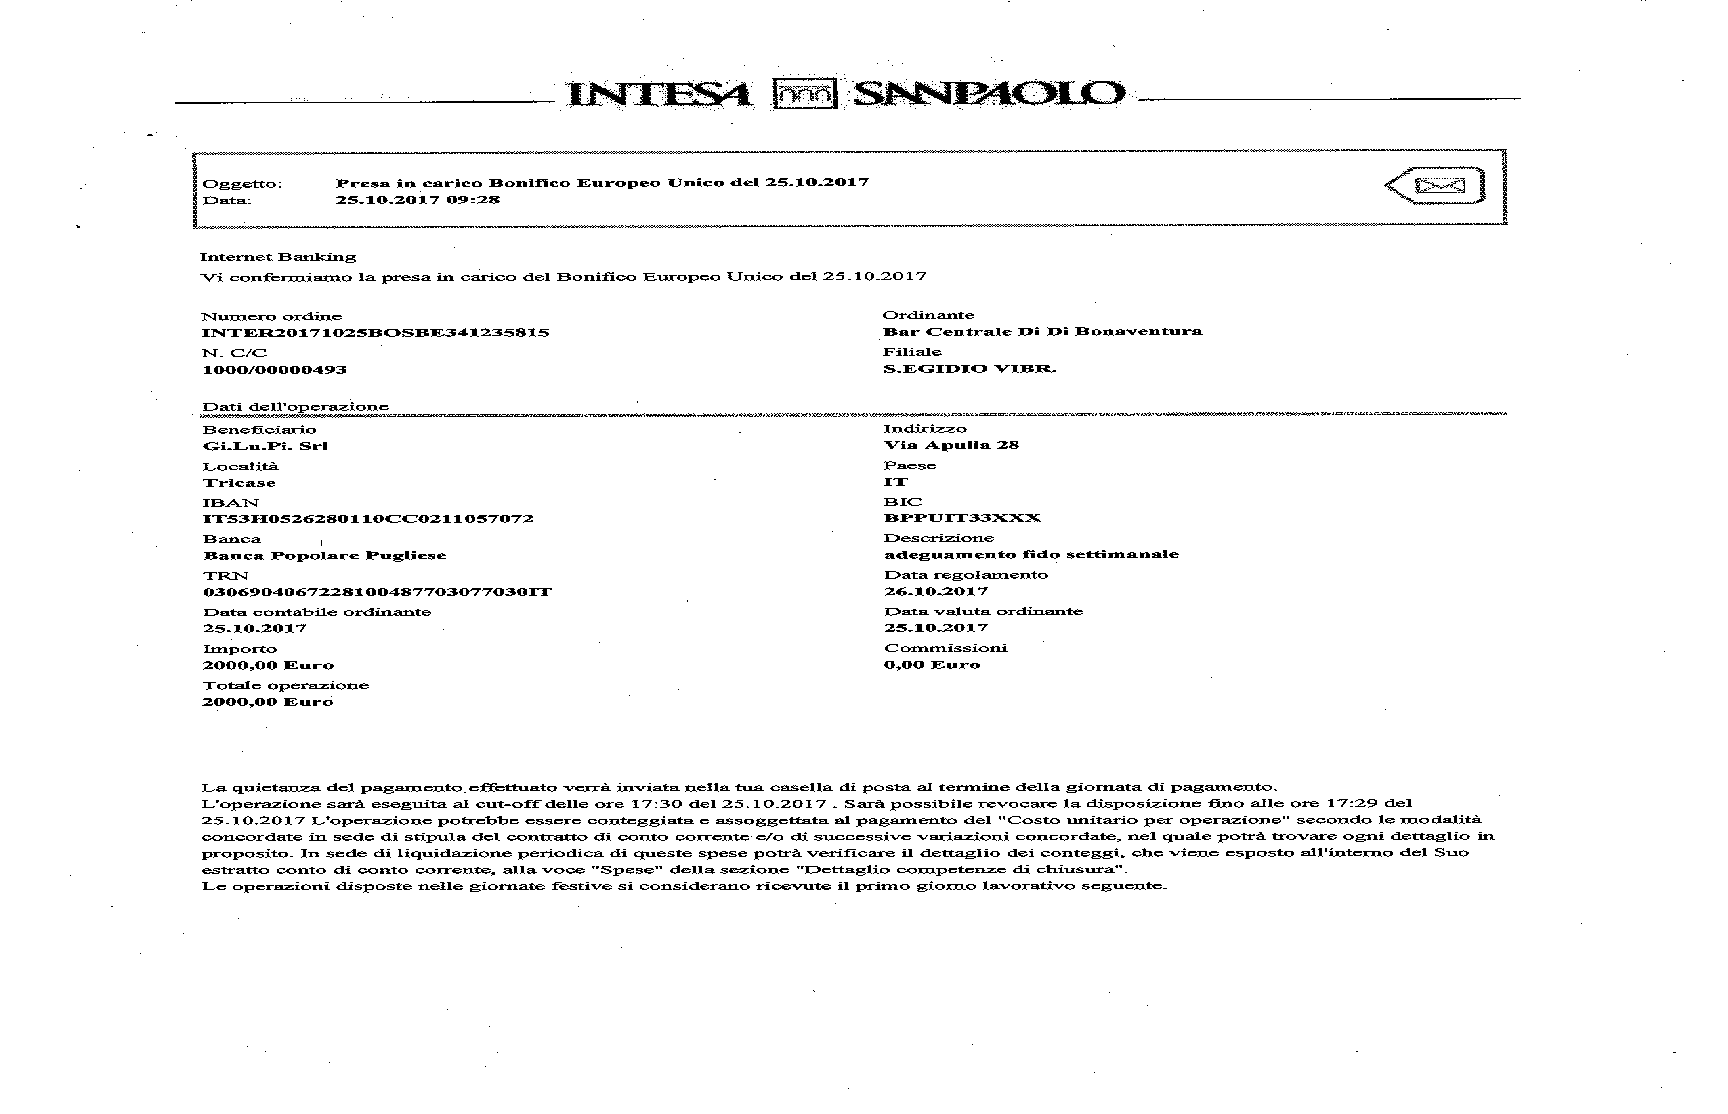 INTESA SANPAOLO
Oggetto: Presa in carico Bonifico Europeo Unico del 25.10.2017
Data: 25.10.2017 09:28
Internet Banking
Vi confermiamo la presa in carico del Bonifico Europeo Unico del 25.10.2017
Numero ordine Ordinante
INTER20171025BOSBE341235815 Bar Centrale Di Di Bonaventura
N. C/C Filiale
1000/00000493 S.EGIDIO VIBR.
Dati dell'operazione
Beneficiario Indirizzo
Gi.Lu.Pi. Srl Via Apulia 28
Località Paese
Tricase IT
IBAN BIC
IT53H0526280110CC0211057072 BPPUIT33XXX
Banca Descrizione
Banca Popolare Pugliese adeguamento fido settimanale
TRN Data regolamento
0306904067228100487703077030IT 26.10.2017
Data contabile ordinante Data valuta ordinante
25.10.2017 25.10.2017
Importo Commissioni
2000,00 Euro 0,00 Euro
Totale operazione
2000,00 Euro
La quietanza del pagamento effettuato verrà inviata nella tua casella di posta al termine della giornata di pagamento.
L'operazione sarà eseguita al cut-off delle ore 17:30 del 25.10.2017 . Sarà possibile revocare la disposizione fino alle ore 17:29 del
25.10.2017 L'operazione potrebbe essere conteggiata e assoggettata al pagamento del "Costo unitario per operazione" secondo le modalità
concordate in sede di stipula del contratto di conto corrente e/o di successive variazioni concordate, nel quale potrà trovare ogni dettaglio in
proposito. In sede di liquidazione periodica di queste spese potrà verificare il dettaglio dei conteggi, che viene esposto all'interno del Suo
estratto conto di conto corrente, alla voce "Spese" della sezione "Dettaglio competenze di chiusura".
Le operazioni disposte nelle giornate festive si considerano ricevute il primo giorno lavorativo seguente.